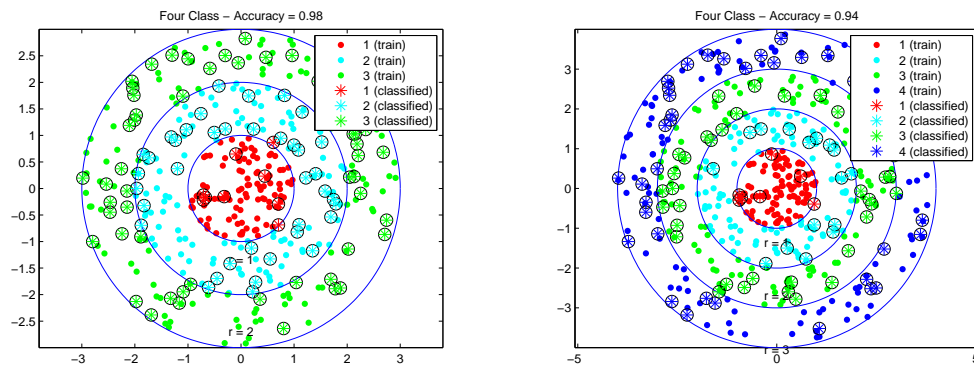 Four Class − Accuracy = 0.98
1 (train)
2 (train)
3 (train)
1 (classified)
2 (classified)
3 (classified)
2.5
2
1.5
1
0.5
0
−0.5
−1
−1.5
−2
−2.5
= 1
r = 2
−3
−2
−1
0
1
2
3
Four Class − Accuracy = 0.94
1 (train)
2 (train)
3 (train)
4 (train)
1 (classified)
2 (classified)
3 (classified)
4 (classified)
3
2
1
0
−1
−2
−3
r = 1
r = 2
r = 3
−5
0
5